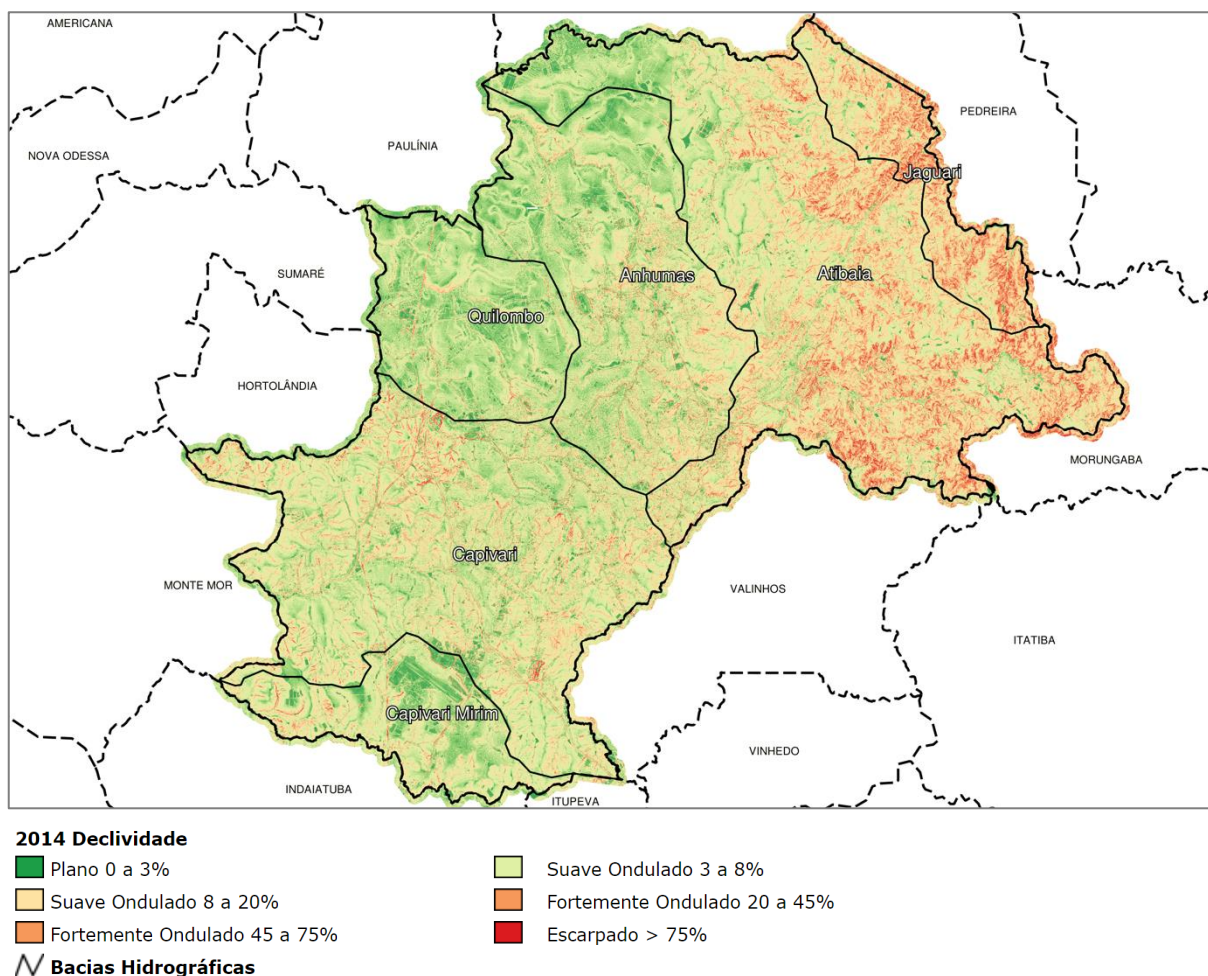 AMERICANA
PEDREIRA
NOVA ODESSA
PAULÍNIA
Jaguari
SUMARÉ
Anhumas
Atibaia
Quilombo
HORTOLÂNDIA
MORUNGABA
Capivari
MONTE MOR
VALINHOS
ITATIBA
Capivari Mirim
VINHEDO
INDAIATUBA
ITUPEVA
2014 Declividade
Plano 0 a 3%
Suave Ondulado 3 a 8%
Suave Ondulado 8 a 20%
Fortemente Ondulado 20 a 45%
Fortemente Ondulado 45 a 75%
Escarpado > 75%
Bacias Hidrográficas